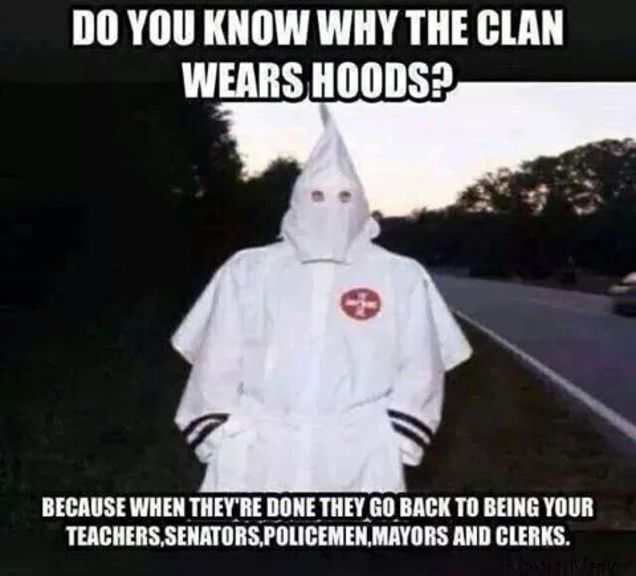 DO YOU KNOW WHY THE CLAN
WEARS HOODS?
BECAUSE WHEN THEY'RE DONE THEY GO BACK TO BEING YOUR
TEACHERS,SENATORS,POLICEMEN,MAYORS AND CLERKS.